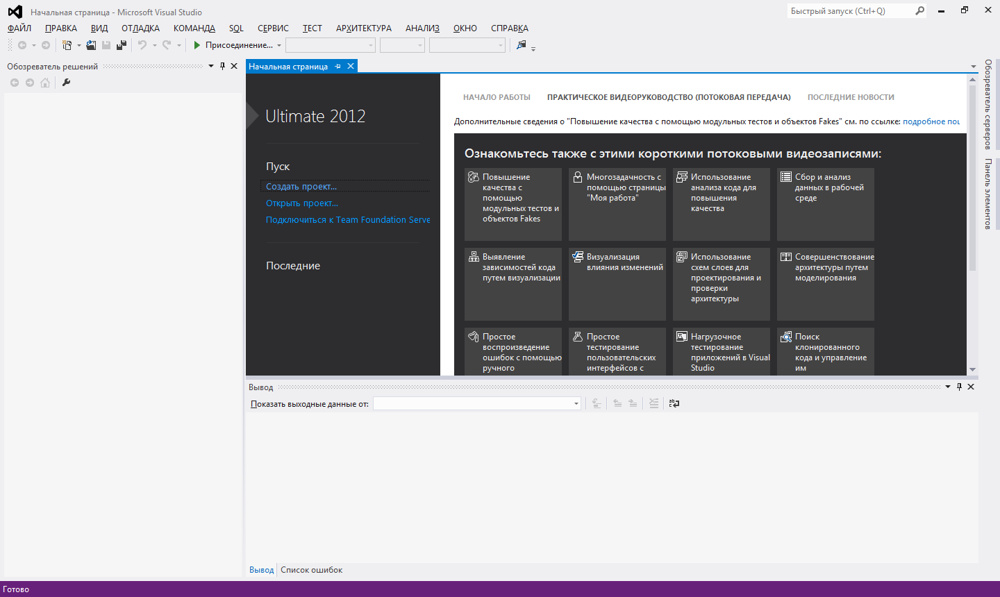 Начальная страница - Microsoft Visual Studio
Быстрый запуск (Ctrl+Q)
ФАЙЛ ПРАВКА ВИД ОТЛАДКА КОМАНДА SQL СЕРВИС ТЕСТ АРХИТЕКТУРА АНАЛИЗ ОКНО СПРАВКА
Присоединение...
Обозреватель решений
Начальная страница
Ultimate 2012
Пуск
Создать проект...
Открыть проект...
Подключиться к Team Foundation Serve
Последние
НАЧАЛО РАБОТЫ ПРАКТИЧЕСКОЕ ВИДЕОРУКОВОДСТВО (ПОТОКОВАЯ ПЕРЕДАЧА) ПОСЛЕДНИЕ НОВОСТИ
Дополнительные сведения о "Повышение качества с помощью модульных тестов и объектов Fakes" см. по ссылке: подробное
Ознакомьтесь также с этими короткими потоковыми видеозаписями:
Повышение
качества с
помощью
модульных тестов и
объектов Fakes
Многозадачность с
помощью страницы
"Моя работа"
Использование
анализа кода для
повышения
качества
Сбор и анализ
данных в рабочей
среде
Выявление
зависимостей кода
путем визуализации
Визуализация
влияния изменений
Использование
схем слоев для
проектирования и
проверки
архитектуры
Совершенствование
архитектуры путем
моделирования
Простое
воспроизведение
ошибок с помощью
ручного
Простое
тестирование
пользовательских
интерфейсов с
Нагрузочное
тестирование
приложений в Visual
Studio
Поиск
клонированного
кода и управление
им
Обозреватель серверов
Панель элементов
Вывод
Показать выходные данные от:
Вывод Список ошибок
Готово